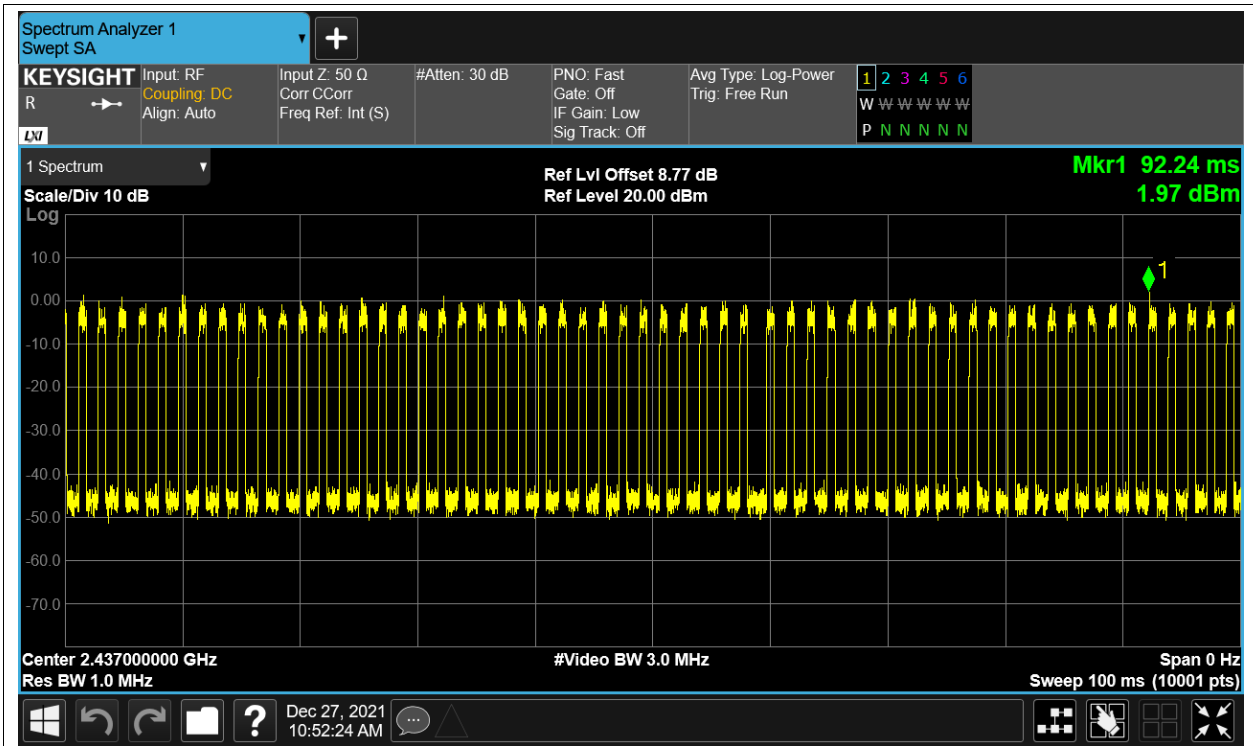 Spectrum Analyzer 1
Swept SA
KEYSIGHT
R
LXI
Input: RF
Coupling: DC
Align: Auto
Input Z: 50 Ω
Corr CCorr
Freq Ref: Int (S)
#Atten: 30 dB
PNO: Fast
Gate: Off
IF Gain: Low
Sig Track: Off
Avg Type: Log-Power
Trig: Free Run
1 2 3 4 5 6
W W W W W W
P N N N N N
1 Spectrum
Scale/Div 10 dB
Ref Lvl Offset 8.77 dB
Ref Level 20.00 dBm
Mkr1 92.24 ms
1.97 dBm
Log
10.0
0.00
-10.0
-20.0
-30.0
-40.0
-50.0
-60.0
-70.0
1
Center 2.437000000 GHz
Res BW 1.0 MHz
#Video BW 3.0 MHz
Span 0 Hz
Sweep 100 ms (10001 pts)
?
Dec 27, 2021
10:52:24 AM